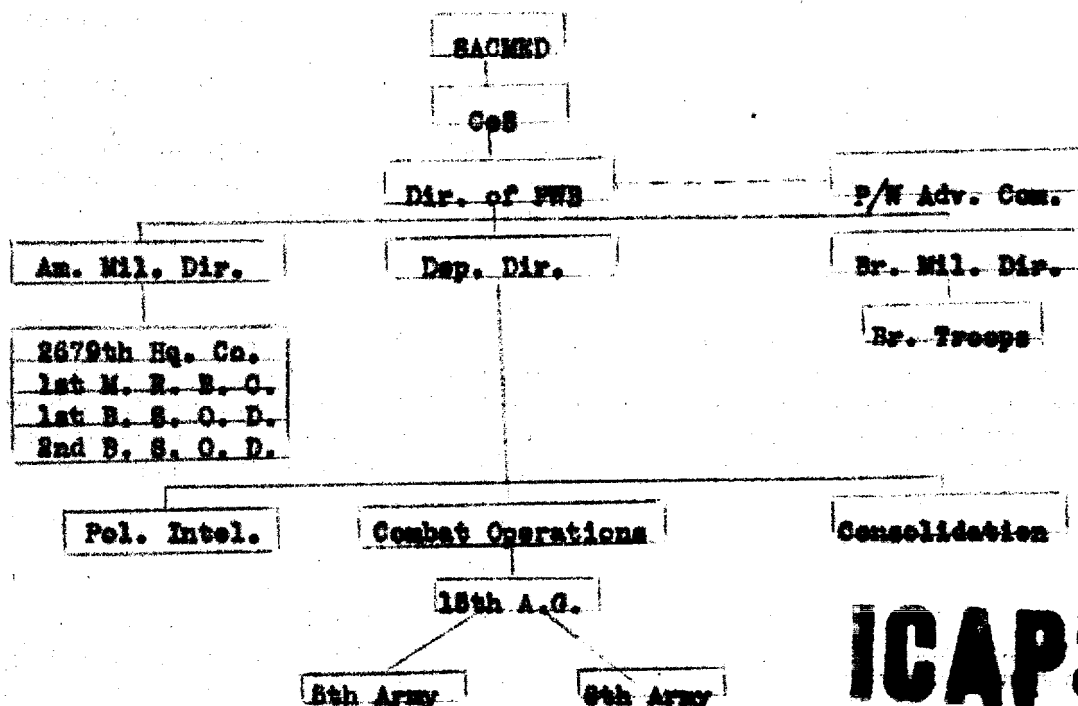 SACMED
CoS
Dir. of PWB
P/W Adv. Com.
Am. Mil. Dir.
Dep. Dir.
Br. Mil. Dir.
Br. Troops
2679th Hq. Co.
1st M. R. B. C.
1st B. S. O. D.
2nd B. S. O. D.
Pol. Intel.
Combat Operations
Consolidation
15th A.G.
5th Army
8th Army
ICAPS